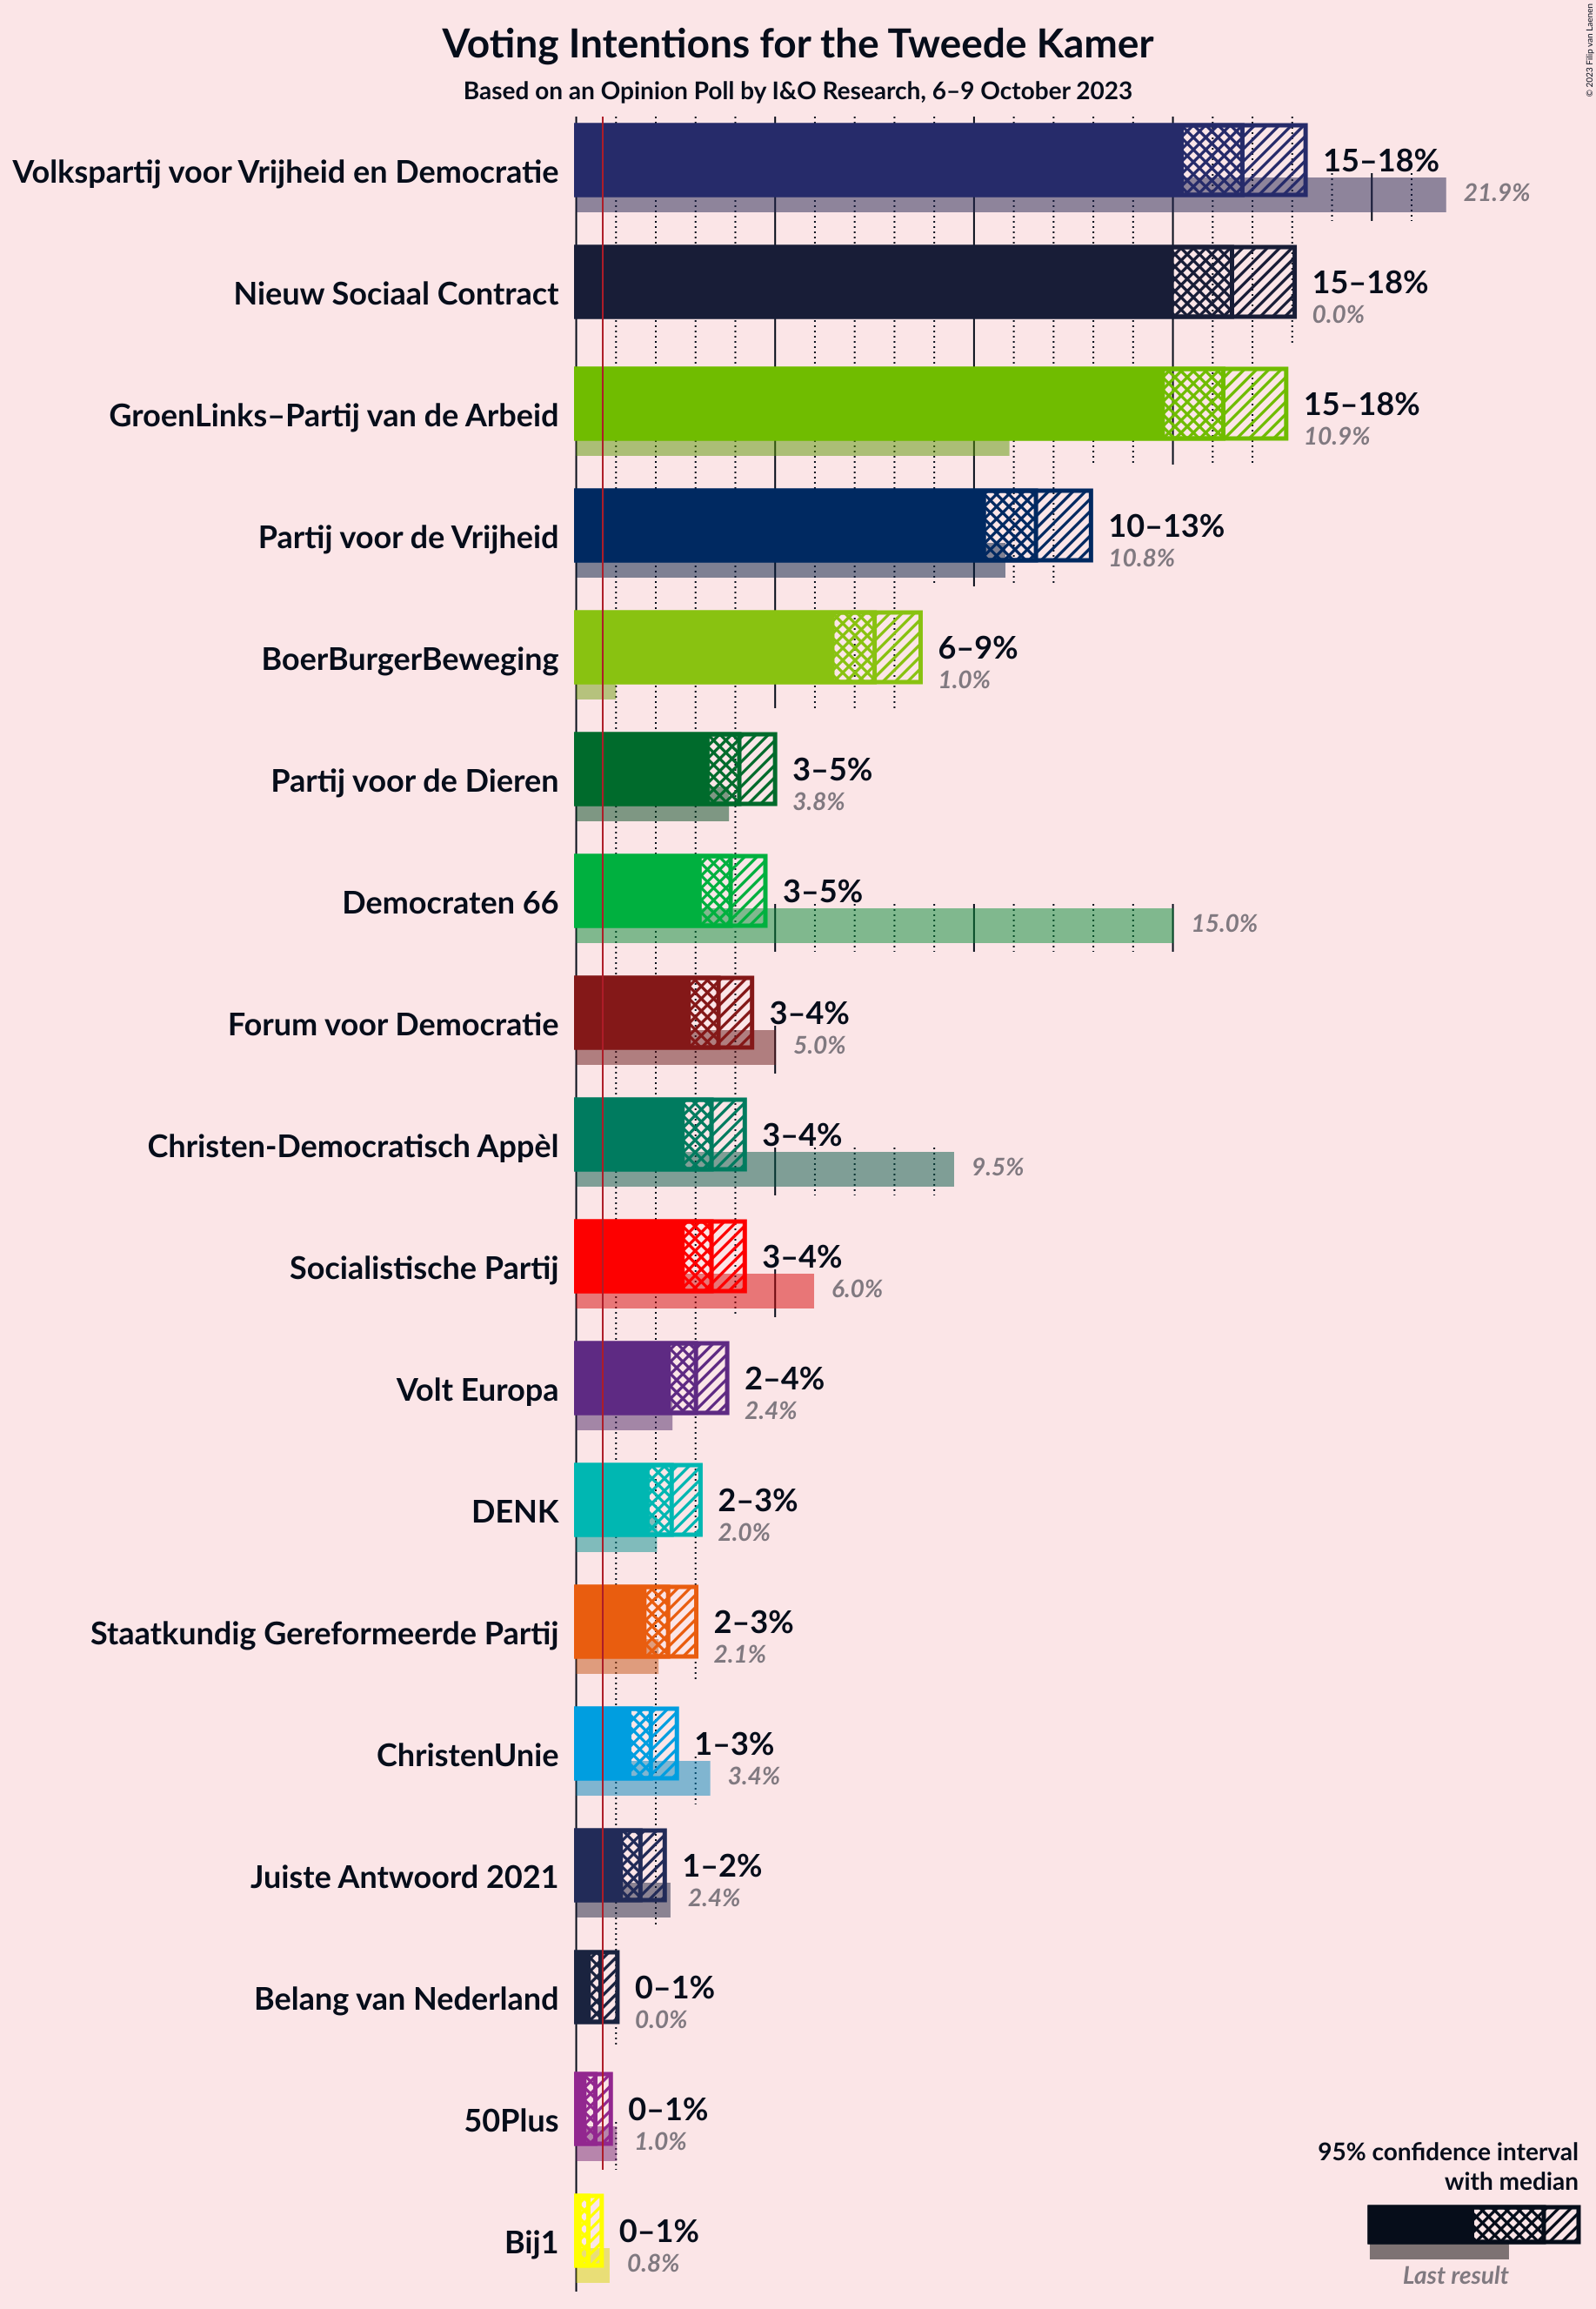 Voting Intentions for the Tweede Kamer
Based on an Opinion Poll by I&O Research, 6–9 October 2023
© 2023 Filip van Laenen
Volkspartij voor Vrijheid en Democratie
15–18%
21.9%
Nieuw Sociaal Contract
15–18%
0.0%
GroenLinks–Partij van de Arbeid
15–18%
10.9%
Partij voor de Vrijheid
10–13%
10.8%
BoerBurgerBeweging
6–9%
1.0%
Partij voor de Dieren
3–5%
3.8%
Democraten 66
3–5%
15.0%
Forum voor Democratie
3–4%
5.0%
Christen-Democratisch Appèl
3–4%
9.5%
Socialistische Partij
3–4%
6.0%
Volt Europa
2–4%
2.4%
DENK
2–3%
2.0%
Staatkundig Gereformeerde Partij
2–3%
2.1%
ChristenUnie
1–3%
3.4%
Juiste Antwoord 2021
1–2%
2.4%
Belang van Nederland
0–1%
0.0%
50Plus
0–1%
1.0%
Bij1
0–1%
0.8%
95% confidence interval
with median
Last result